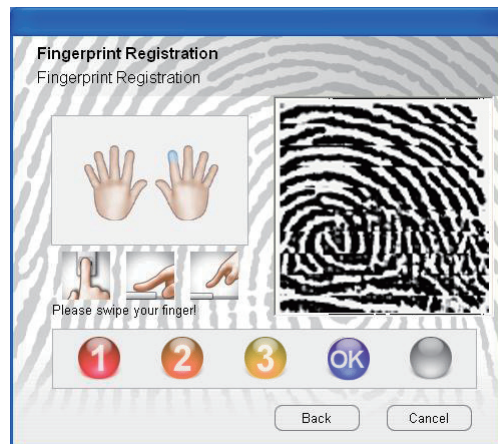 Fingerprint Registration
Fingerprint Registration
Please swipe your finger!
1 2 3 OK
Back Cancel